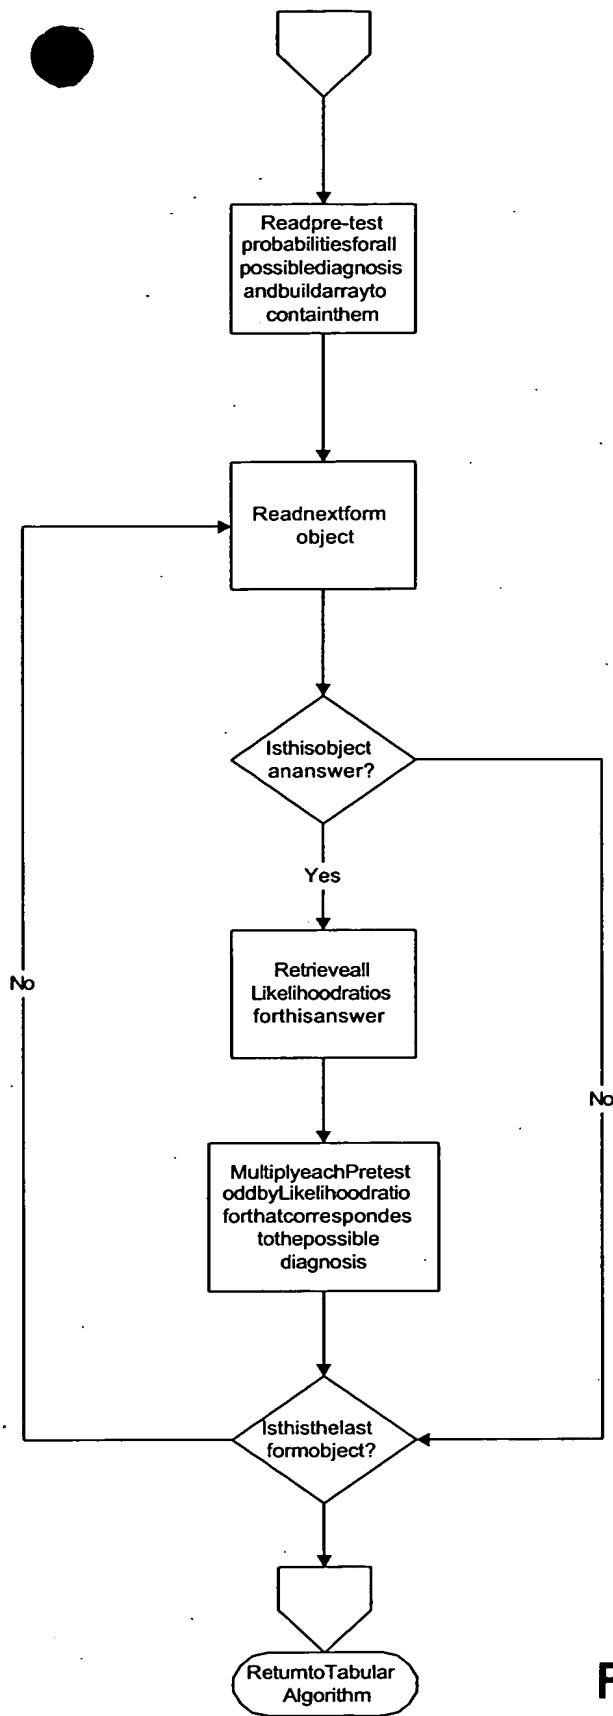 Readpre-test
probabilitiesforall
possiblediagnosis
andbuildarrayto
containthem
Readnextform
object
Isthisobject
ananswer?
Yes
No
Retrieveall
Likelihoodratios
forthisanswer
No
MultiplyeachPretest
oddbyLikelihoodratio
forthatcorrespondes
tothepossible
diagnosis
Isthisthelast
formobject?
ReturntoTabular
Algorithm